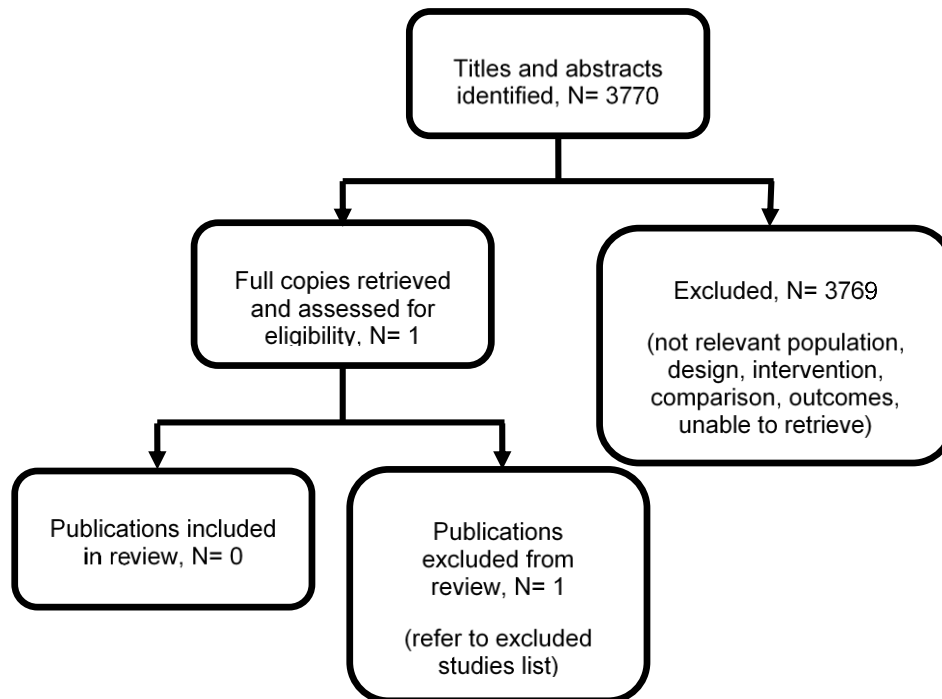 Titles and abstracts
identified, N= 3770
Full copies retrieved
and assessed for
eligibility, N= 1
Excluded, N= 3769
(not relevant population,
design, intervention,
comparison, outcomes,
unable to retrieve)
Publications included
in review, N= 0
Publications
excluded from
review, N= 1
(refer to excluded
studies list)